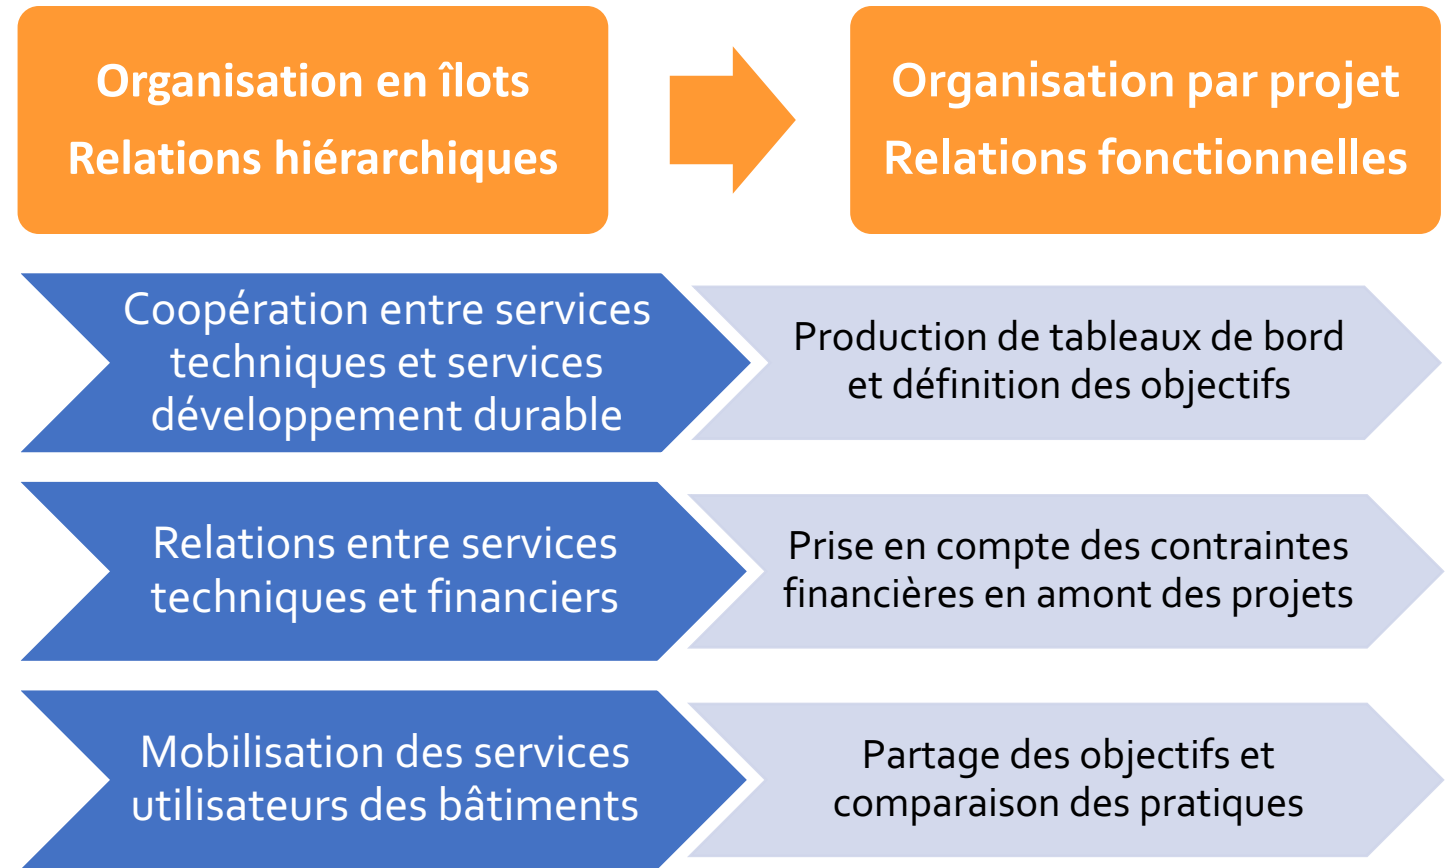 Organisation en îlots
Relations hiérarchiques
Organisation par projet
Relations fonctionnelles
Coopération entre services
techniques et services
développement durable
Production de tableaux de bord
et définition des objectifs
Relations entre services
techniques et financiers
Prise en compte des contraintes
financières en amont des projets
Mobilisation des services
utilisateurs des bâtiments
Partage des objectifs et
comparaison des pratiques